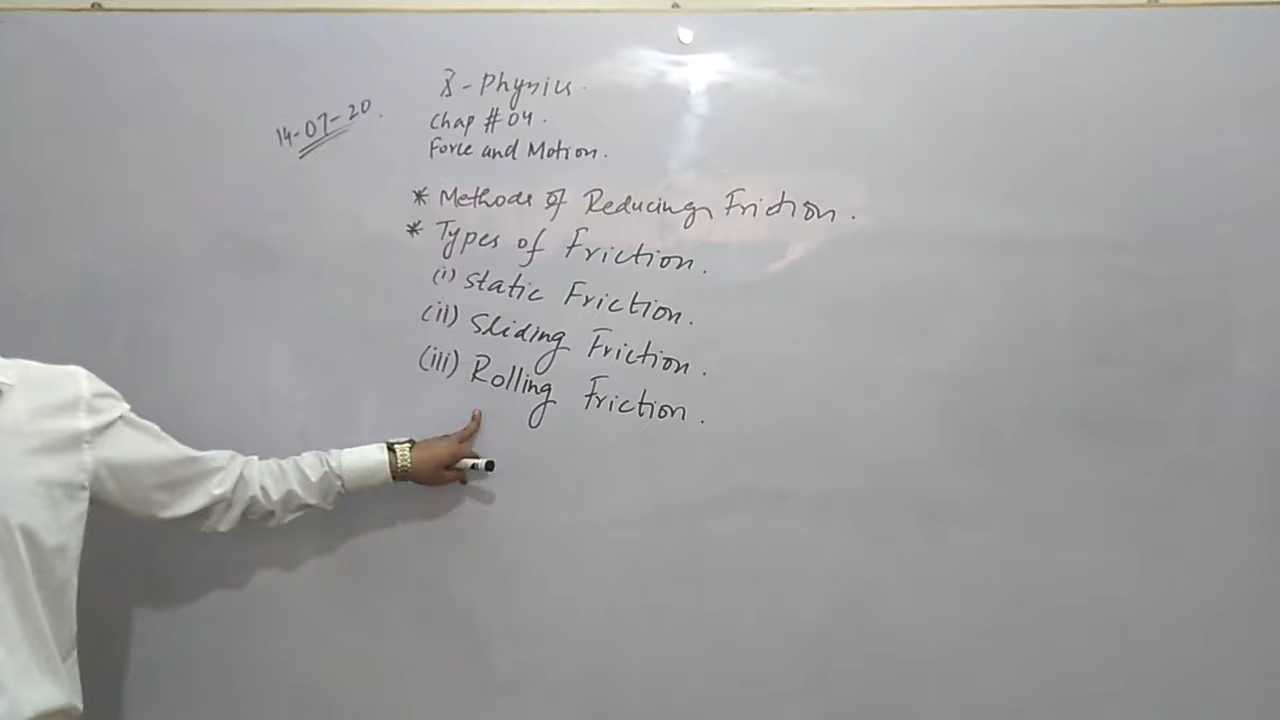 14-07-20.
8-Physics.
Chap # 04.
Force and Motion.
* Methods of Reducing Friction.
* Types of Friction.
(i) Static Friction.
(ii) Sliding Friction.
(iii) Rolling Friction.